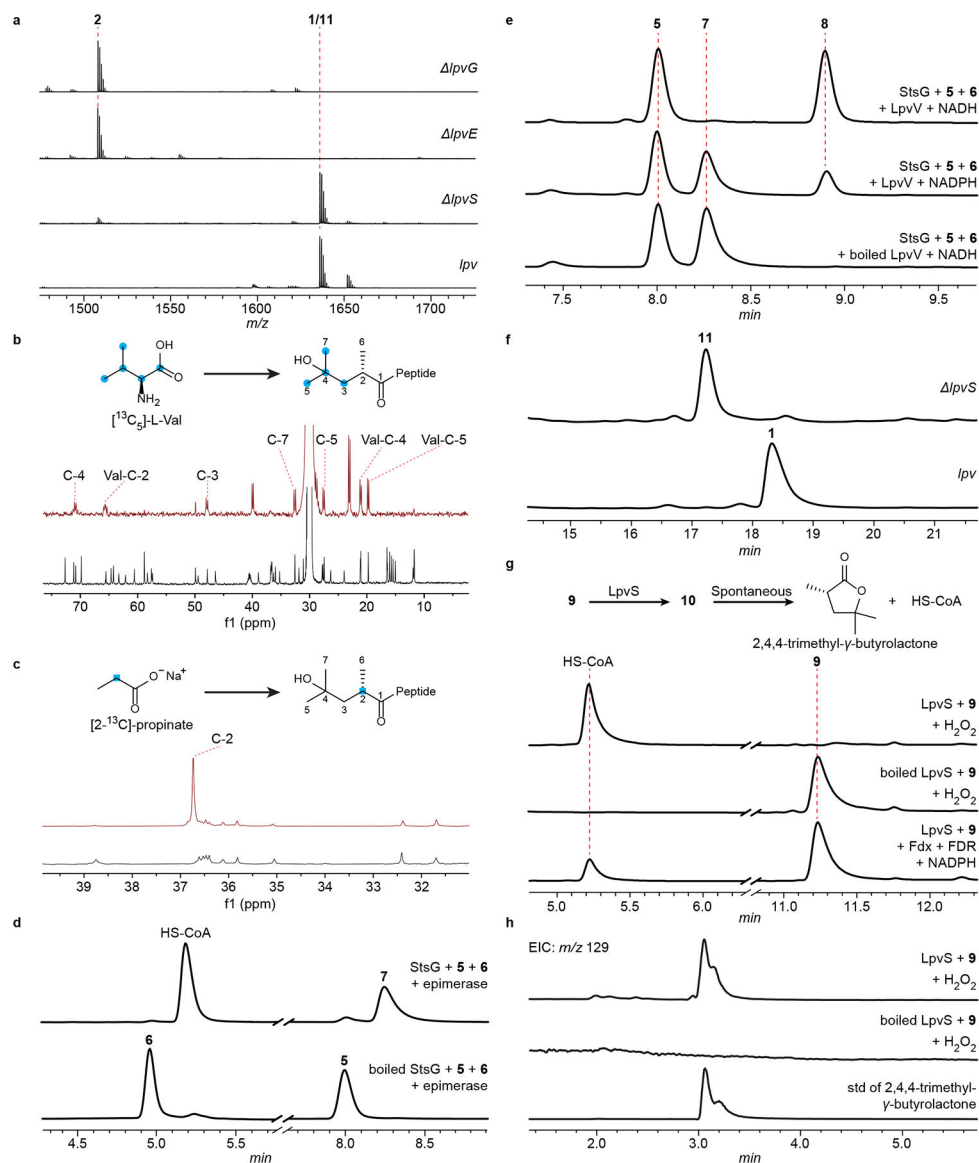 a
2
1/11
ΔlpvG
ΔlpvE
ΔlpvS
lpv
1500
1550
1600
1650
1700
m/z
b
OH
O
NH2
[13C5]-L-Val
7
6
HO
4
2
5
3
1
Peptide
O
C-7
C-5
Val-C-4
Val-C-5
C-4
Val-C-2
C-3
70
60
50
40
30
20
10
f1 (ppm)
c
O−Na+
O
[2-13C]-propinate
7
6
HO
4
2
5
3
1
Peptide
O
C-2
39
38
37
36
35
34
33
32
f1 (ppm)
d
HS-CoA
7
StsG + 5 + 6
+ epimerase
6
5
boiled StsG + 5 + 6
+ epimerase
4.5
5.0
5.5
8.0
8.5
min
e
5
7
8
StsG + 5 + 6
+ LpvV + NADH
StsG + 5 + 6
+ LpvV + NADPH
StsG + 5 + 6
+ boiled LpvV + NADH
7.5
8.0
8.5
9.0
9.5
min
f
11
ΔlpvS
1
lpv
15
16
17
18
19
20
21
min
g
9
LpvS
10
Spontaneous
O
O
+ HS-CoA
2,4,4-trimethyl-γ-butyrolactone
HS-CoA
9
LpvS + 9
+ H2O2
boiled LpvS + 9
+ H2O2
LpvS + 9
+ Fdx + FDR
+ NADPH
5.0
5.5
6.0
11.0
11.5
12.0
min
h
EIC: m/z 129
LpvS + 9
+ H2O2
boiled LpvS + 9
+ H2O2
std of 2,4,4-trimethyl-
γ-butyrolactone
2.0
3.0
4.0
5.0
min